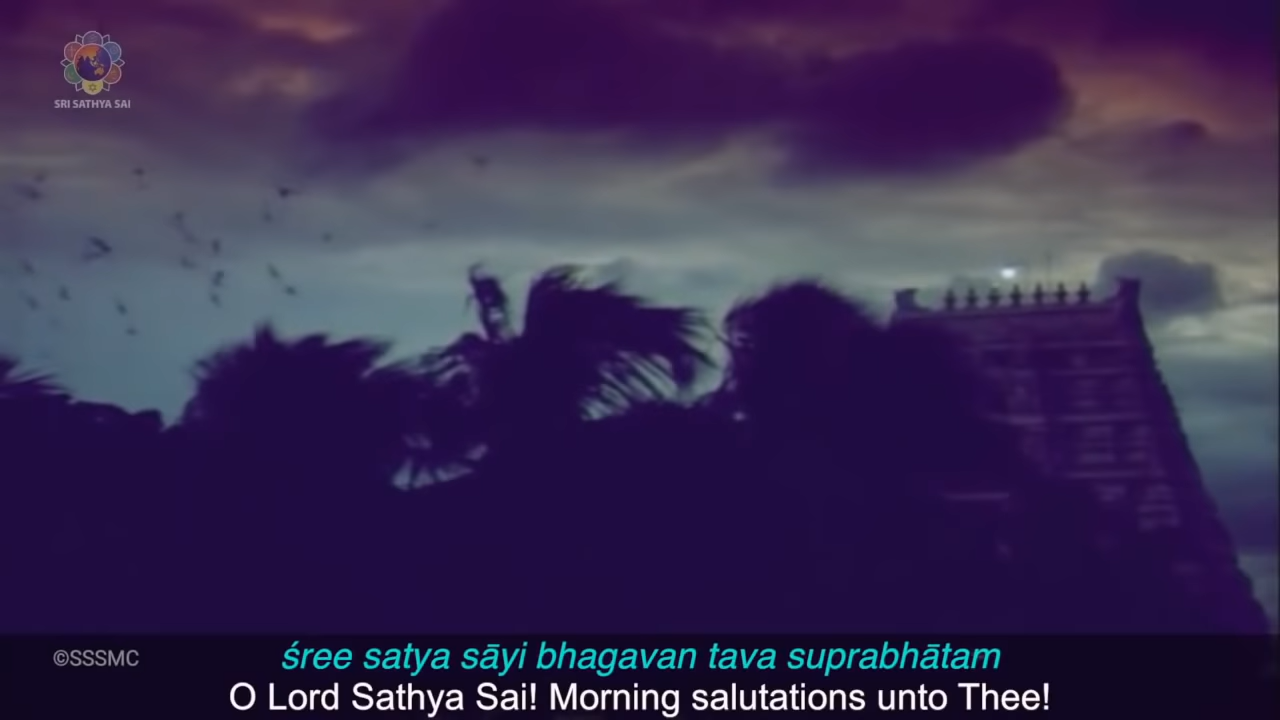 SRI SATHYA SAI
©SSSMC
śree satya sāyi bhagavan tava suprabhātam
O Lord Sathya Sai! Morning salutations unto Thee!